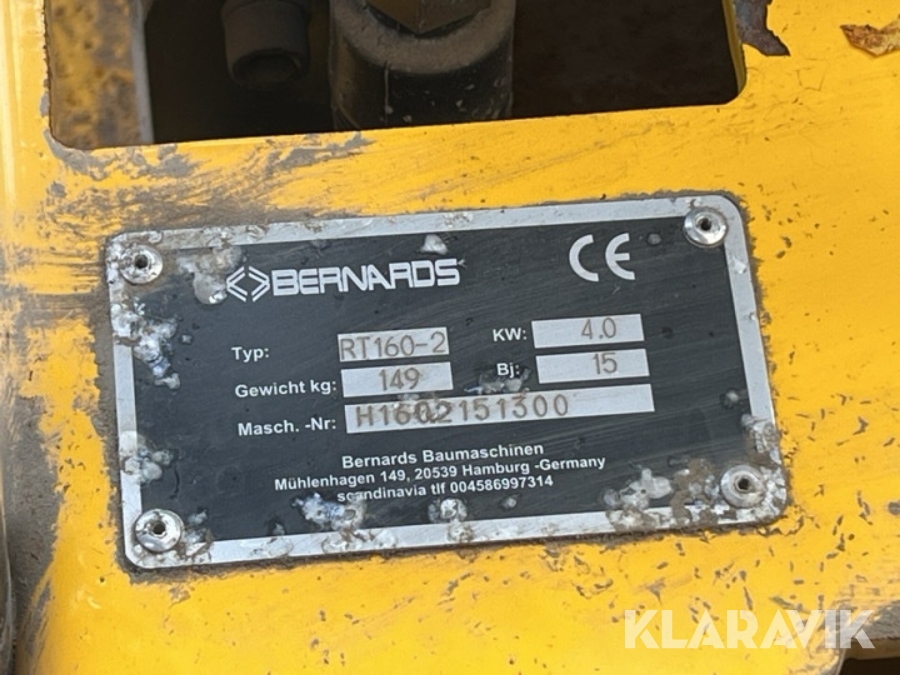 BERNARDS CE
Typ: RT160-2 KW: 4.0
Gewicht kg: 149 Bj: 15
Masch. -Nr: H1602151300
Bernards Baumaschinen
Mühlenhagen 149, 20539 Hamburg -Germany
scandinavia tlf 004586997314
KLARAVIK